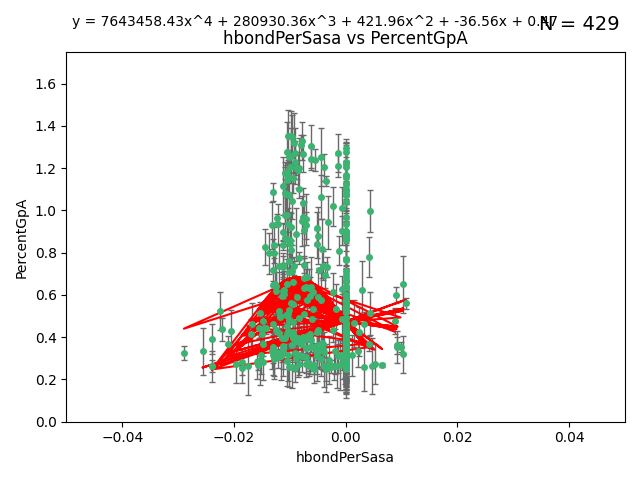 y = 7643458.43x^4 + 280930.36x^3 + 421.96x^2 + -36.56x + 
N = 429
hbondPerSasa vs PercentGpA
1.6
1.4
1.2
1.0
0.8
0.6
0.4
0.2
0.0
PercentGpA
−0.04 −0.02 0.00 0.02 0.04
hbondPerSasa